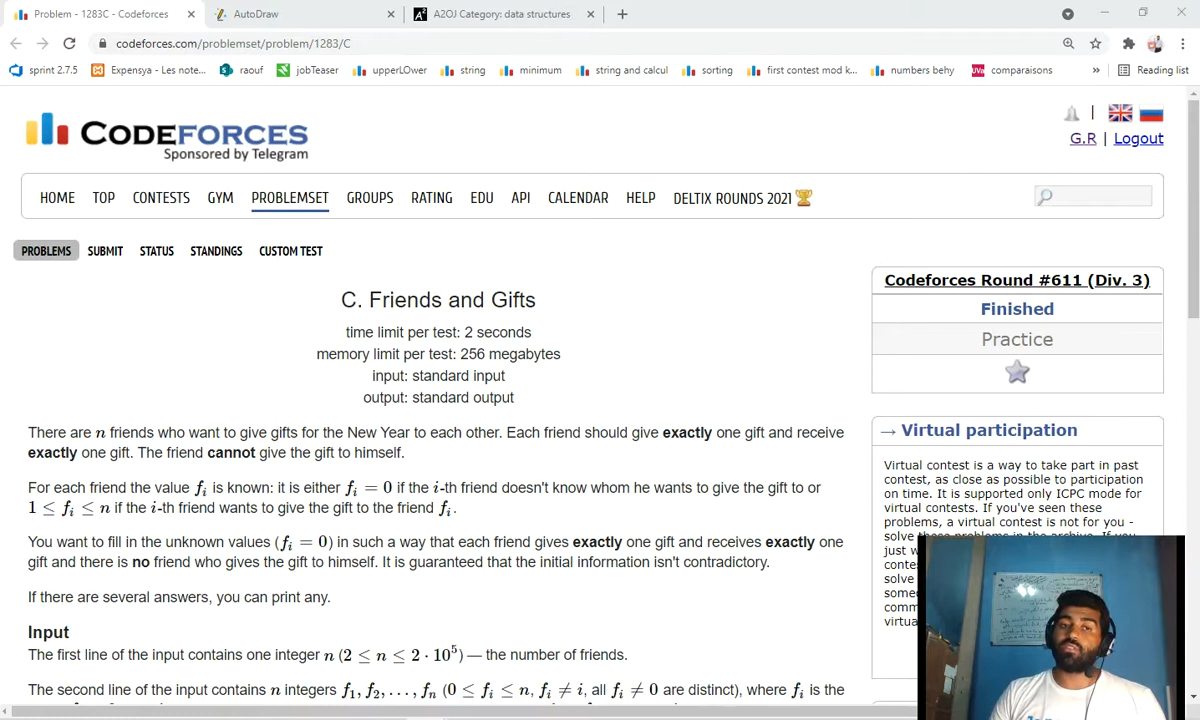 Problem - 1283C - Codeforces
AutoDraw
A2OJ Category: data structures
codeforces.com/problemset/problem/1283/C
sprint 2.7.5
Expensya - Les note...
raouf
jobTeaser
upperLOwer
string
minimum
string and calcul
sorting
first contest mod k...
numbers behy
comparaisons
»
Reading list
CODEFORCES
Sponsored by Telegram
G.R | Logout
HOME TOP CONTESTS GYM PROBLEMSET GROUPS RATING EDU API CALENDAR HELP DELTIX ROUNDS 2021
PROBLEMS SUBMIT STATUS STANDINGS CUSTOM TEST
C. Friends and Gifts
time limit per test: 2 seconds
memory limit per test: 256 megabytes
input: standard input
output: standard output
There are n friends who want to give gifts for the New Year to each other. Each friend should give exactly one gift and receive
exactly one gift. The friend cannot give the gift to himself.
For each friend the value fᵢ is known: it is either fᵢ = 0 if the i-th friend doesn't know whom he wants to give the gift to or
1 ≤ fᵢ ≤ n if the i-th friend wants to give the gift to the friend fᵢ.
You want to fill in the unknown values (fᵢ = 0) in such a way that each friend gives exactly one gift and receives exactly one
gift and there is no friend who gives the gift to himself. It is guaranteed that the initial information isn't contradictory.
If there are several answers, you can print any.
Input
The first line of the input contains one integer n (2 ≤ n ≤ 2 · 10⁵) — the number of friends.
The second line of the input contains n integers f₁, f₂, . . . , fₙ (0 ≤ fᵢ ≤ n, fᵢ ≠ i, all fᵢ ≠ 0 are distinct), where fᵢ is the
Codeforces Round #611 (Div. 3)
Finished
Practice
→ Virtual participation
Virtual contest is a way to take part in past
contest, as close as possible to participation
on time. It is supported only ICPC mode for
virtual contests. If you've seen these
problems, a virtual contest is not for you -
solve these problems in the archive. If you
just w
contes
solve
someo
comm
virtua